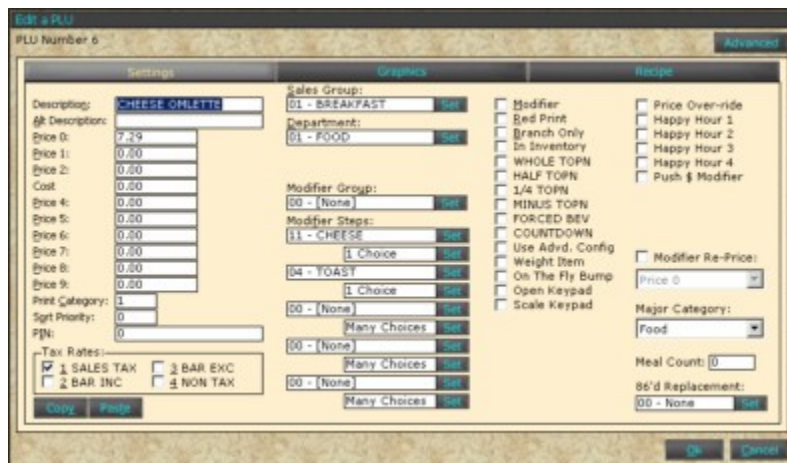 Edit a PLU
PLU Number 6
Advanced
Settings
Graphics
Recipe
Description: CHEESE OMLETTE
Alt Description:
Price 0: 7.29
Price 1: 0.00
Price 2: 0.00
Cost 0.00
Price 4: 0.00
Price 5: 0.00
Price 6: 0.00
Price 7: 0.00
Price 8: 0.00
Price 9: 0.00
Print Category: 1
Sort Priority: 0
PIN: 0
Tax Rates:
1 SALES TAX 3 BAR EXC
2 BAR INC 4 NON TAX
Copy Paste
Sales Group:
01 - BREAKFAST Set
Department:
01 - FOOD Set
Modifier Group:
00 - [None] Set
Modifier Steps:
11 - CHEESE Set
1 Choice Set
04 - TOAST Set
1 Choice Set
00 - [None] Set
Many Choices Set
00 - [None] Set
Many Choices Set
00 - [None] Set
Many Choices Set
Modifier
Red Print
Branch Only
In Inventory
WHOLE TOPN
HALF TOPN
1/4 TOPN
MINUS TOPN
FORCED BEV
COUNTDOWN
Use Advd. Config
Weight Item
On The Fly Bump
Open Keypad
Scale Keypad
Price Over-ride
Happy Hour 1
Happy Hour 2
Happy Hour 3
Happy Hour 4
Push $ Modifier
Modifier Re-Price:
Price 0
Major Category:
Food
Meal Count: 0
86'd Replacement:
00 - None Set
Ok Cancel